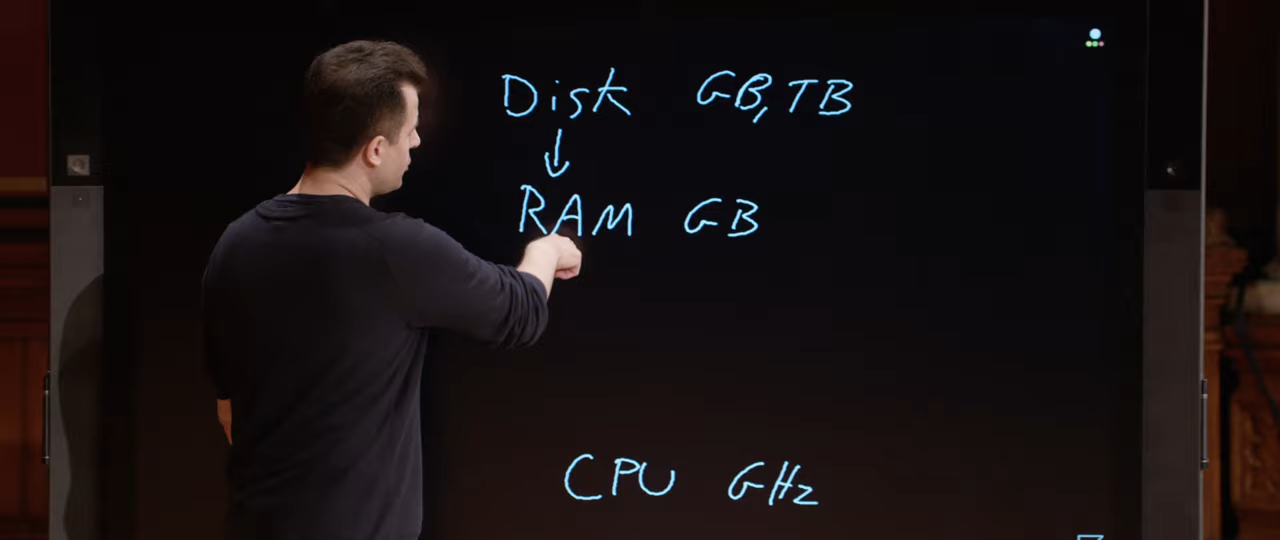 Disk GB, TB
↓
RAM GB
CPU GHz